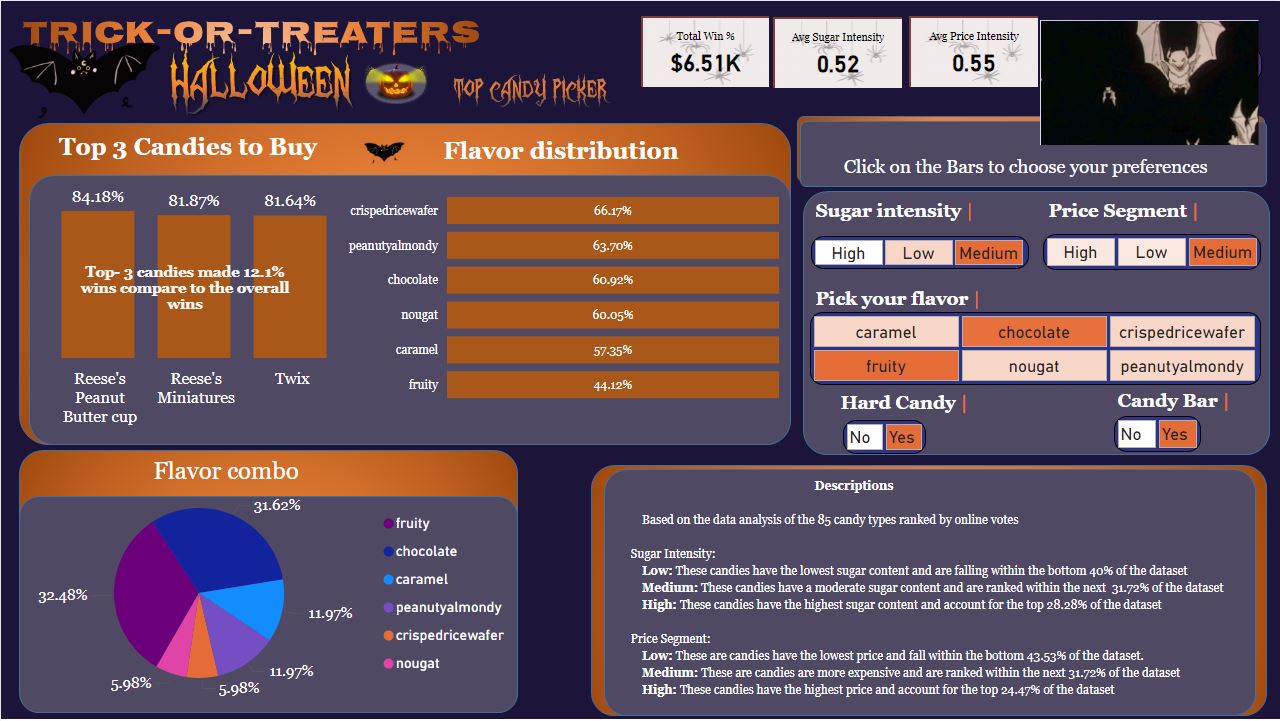 TRICK-OR-TREATERS
HALLOWEEN
TOP CANDY PICKER
Total Win %
$6.51K
Avg Sugar Intensity
0.52
Avg Price Intensity
0.55
Top 3 Candies to Buy
Flavor distribution
84.18%
81.87%
81.64%
Top- 3 candies made 12.1%
wins compare to the overall
wins
Reese's
Peanut
Butter cup
Reese's
Miniatures
Twix
crispedricewafer 66.17%
peanutyalmondy 63.70%
chocolate 60.92%
nougat 60.05%
caramel 57.35%
fruity 44.12%
Click on the Bars to choose your preferences
Sugar intensity |
High Low Medium
Price Segment |
High Low Medium
Pick your flavor |
caramel chocolate crispedricewafer
fruity nougat peanutyalmondy
Hard Candy |
No Yes
Candy Bar |
No Yes
Flavor combo
31.62%
32.48%
11.97%
11.97%
5.98%
5.98%
fruity
chocolate
caramel
peanutyalmondy
crispedricewafer
nougat
Descriptions
Based on the data analysis of the 85 candy types ranked by online votes
Sugar Intensity:
Low: These candies have the lowest sugar content and are falling within the bottom 40% of the dataset
Medium: These candies have a moderate sugar content and are ranked within the next 31.72% of the dataset
High: These candies have the highest sugar content and account for the top 28.28% of the dataset
Price Segment:
Low: These are candies have the lowest price and fall within the bottom 43.53% of the dataset.
Medium: These are candies are more expensive and are ranked within the next 31.72% of the dataset
High: These candies have the highest price and account for the top 24.47% of the dataset